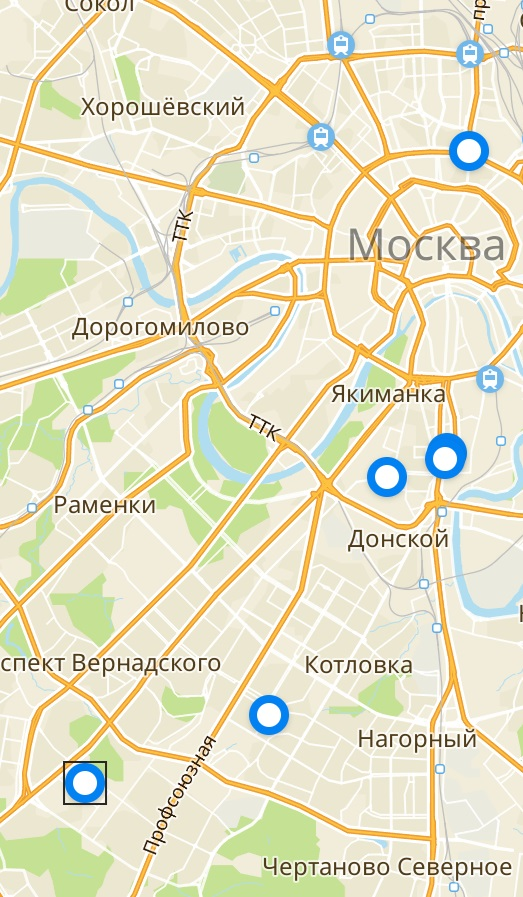 Сокол
Хорошёвский
ТТК
Москва
Дорогомилово
Якиманка
ТТК
Раменки
Донской
спект Вернадского
Котловка
Нагорный
Профсоюзная
Чертаново Северное